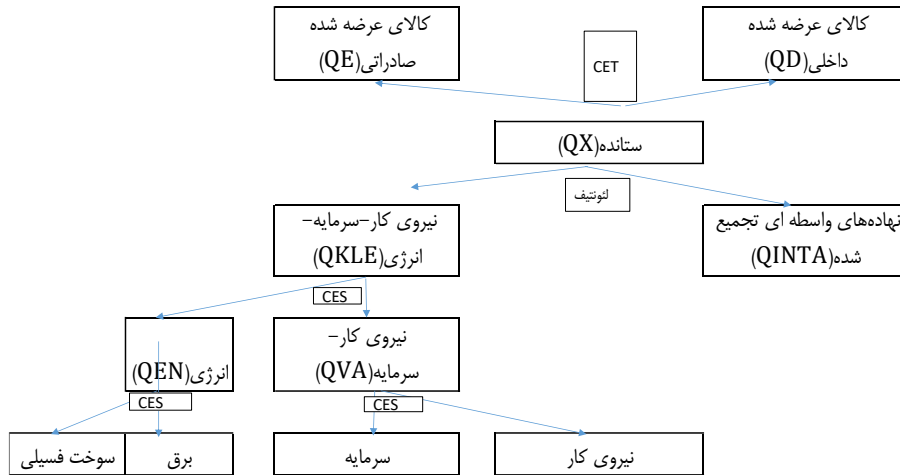 کالای عرضه شده
داخلی(QD)
CET
کالای عرضه شده
صادراتی(QE)
ستانده(QX)
لئونتیف
نهاده‌های واسطه ای تجمیع
شده(QINTA)
نیروی کار-سرمایه-
انرژی(QKLE)
CES
نیروی کار-
سرمایه(QVA)
انرژی(QEN)
CES
CES
نیروی کار
سرمایه
برق
سوخت فسیلی